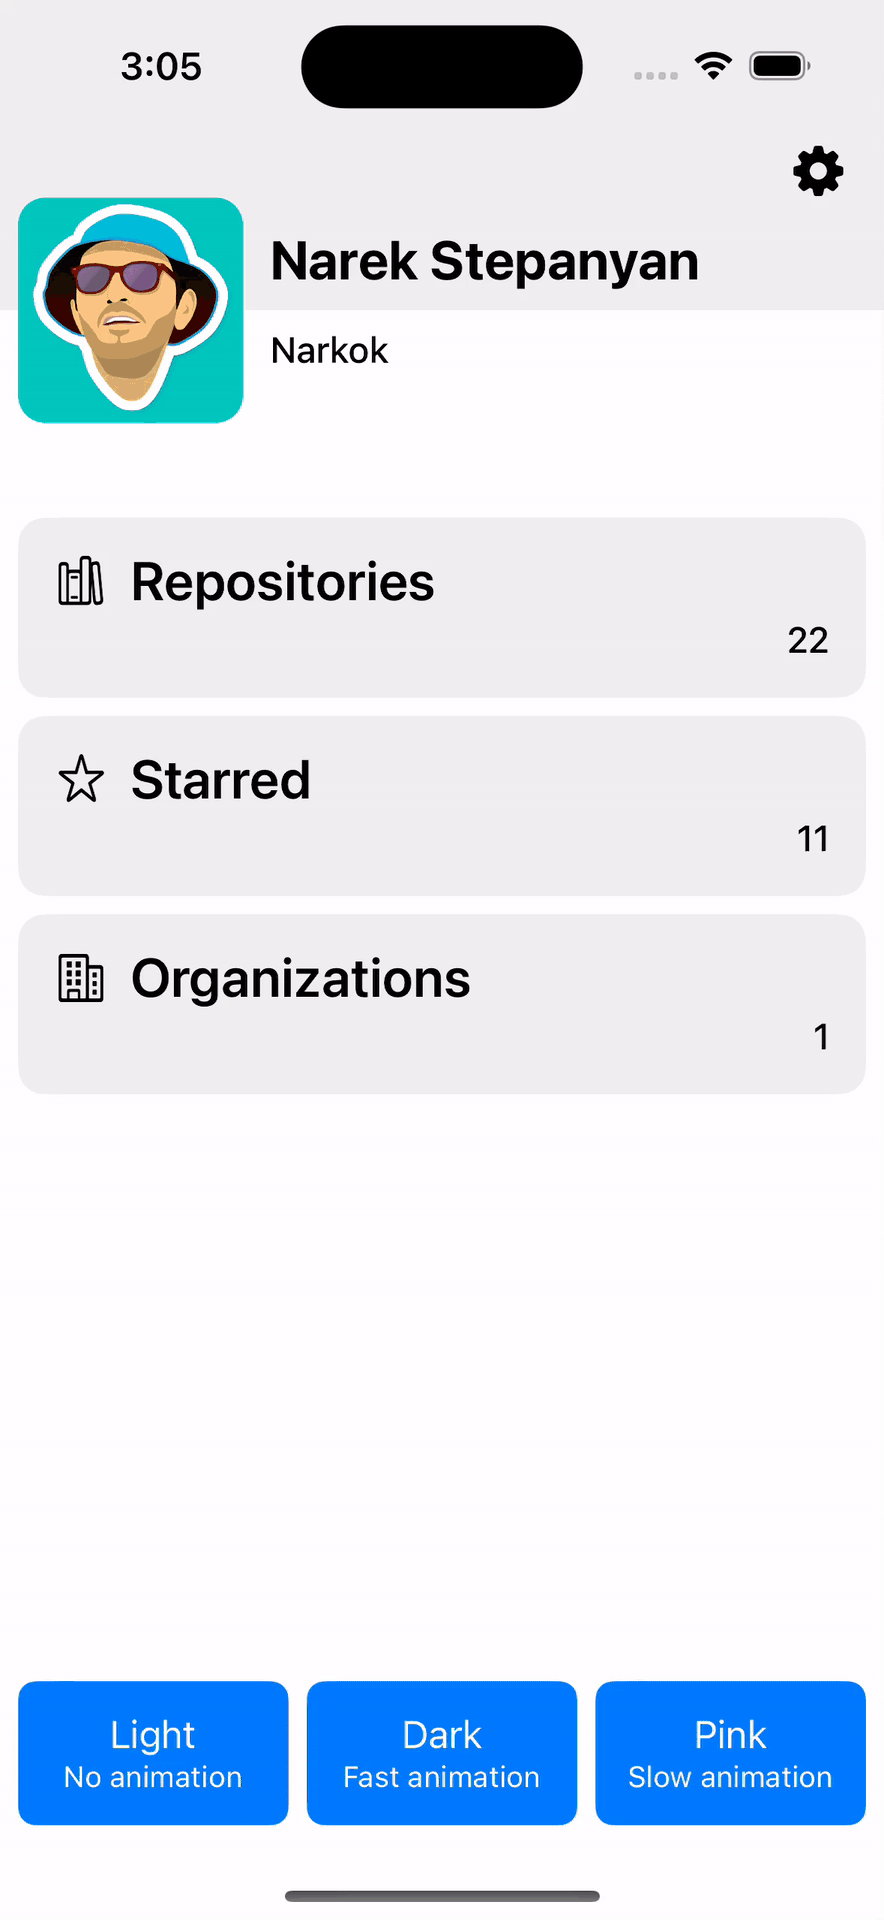 3:05
Narek Stepanyan
Narkok
Repositories
22
Starred
11
Organizations
1
Light
No animation
Dark
Fast animation
Pink
Slow animation